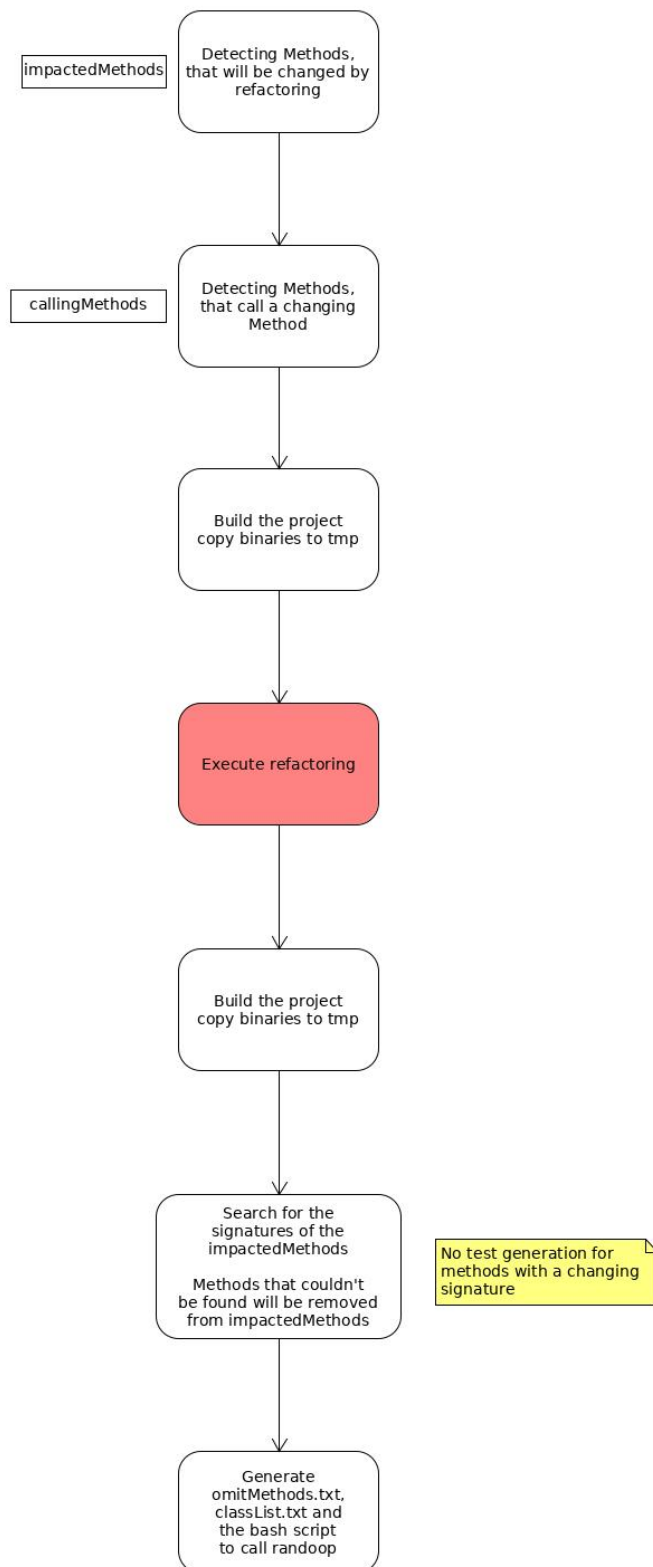 impactedMethods
Detecting Methods,
that will be changed by
refactoring
callingMethods
Detecting Methods,
that call a changing
Method
Build the project
copy binaries to tmp
Execute refactoring
Build the project
copy binaries to tmp
Search for the
signatures of the
impactedMethods
Methods that couldn't
be found will be removed
from impactedMethods
No test generation for
methods with a changing
signature
Generate
omitMethods.txt,
classList.txt and
the bash script
to call randoop